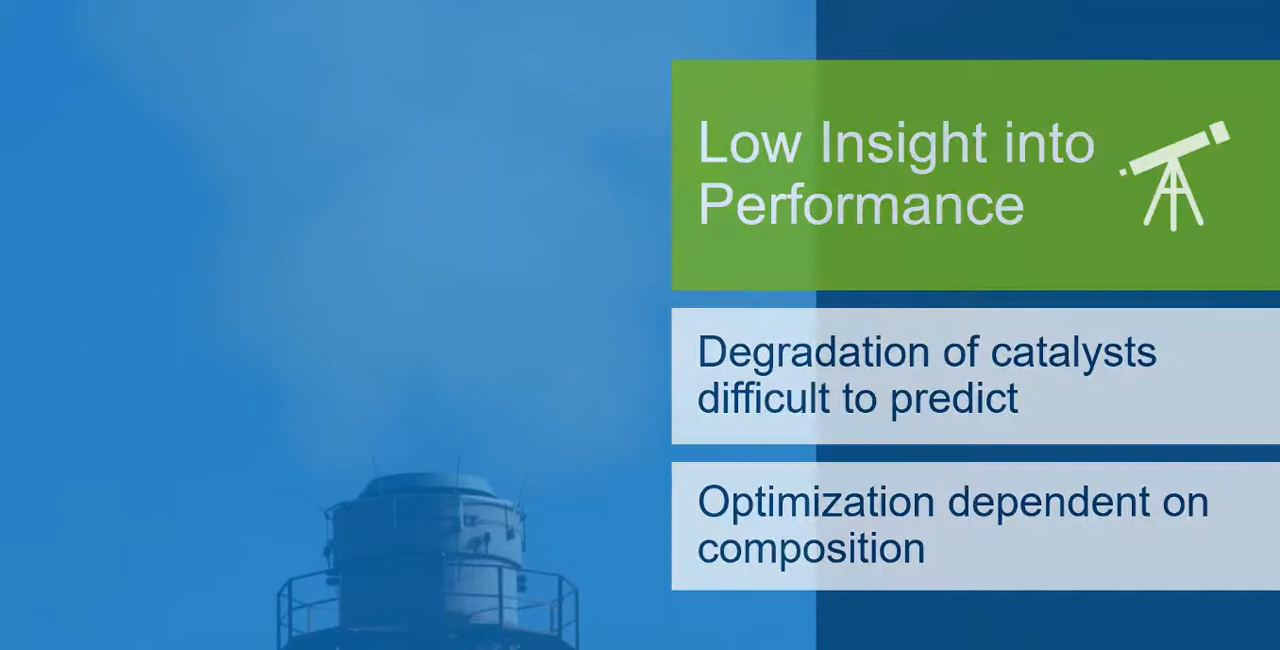 Low Insight into
Performance
Degradation of catalysts
difficult to predict
Optimization dependent on
composition